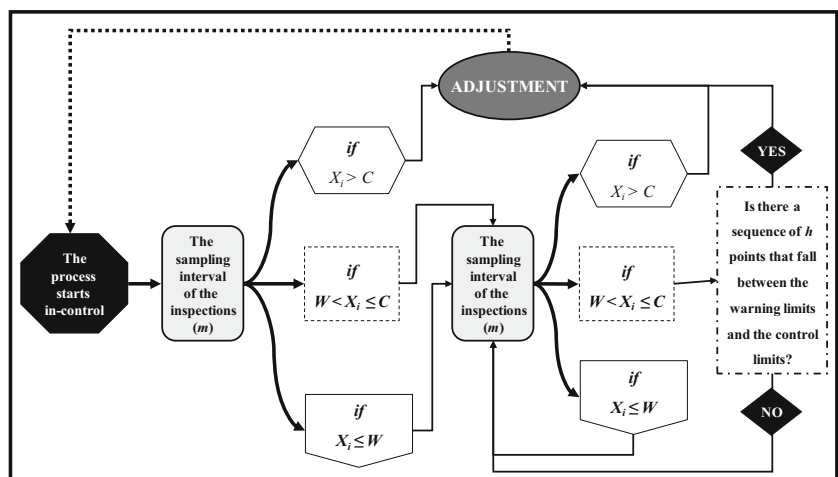 ADJUSTMENT
if
X_i > C
if
X_i > C
YES
The
process
starts
in-control
The
sampling
interval
of the
inspections
(m)
if
W < X_i ≤ C
The
sampling
interval
of the
inspections
(m)
if
W < X_i ≤ C
Is there a
sequence of h
points that fall
between the
warning limits
and the control
limits?
if
X_i ≤ W
if
X_i ≤ W
NO